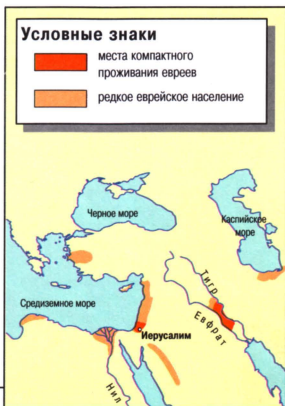 Условные знаки
места компактного
проживания евреев
редкое еврейское население
Черное море
Каспийское
море
Тигр
Средиземное море
Евфрат
Иерусалим
Нил